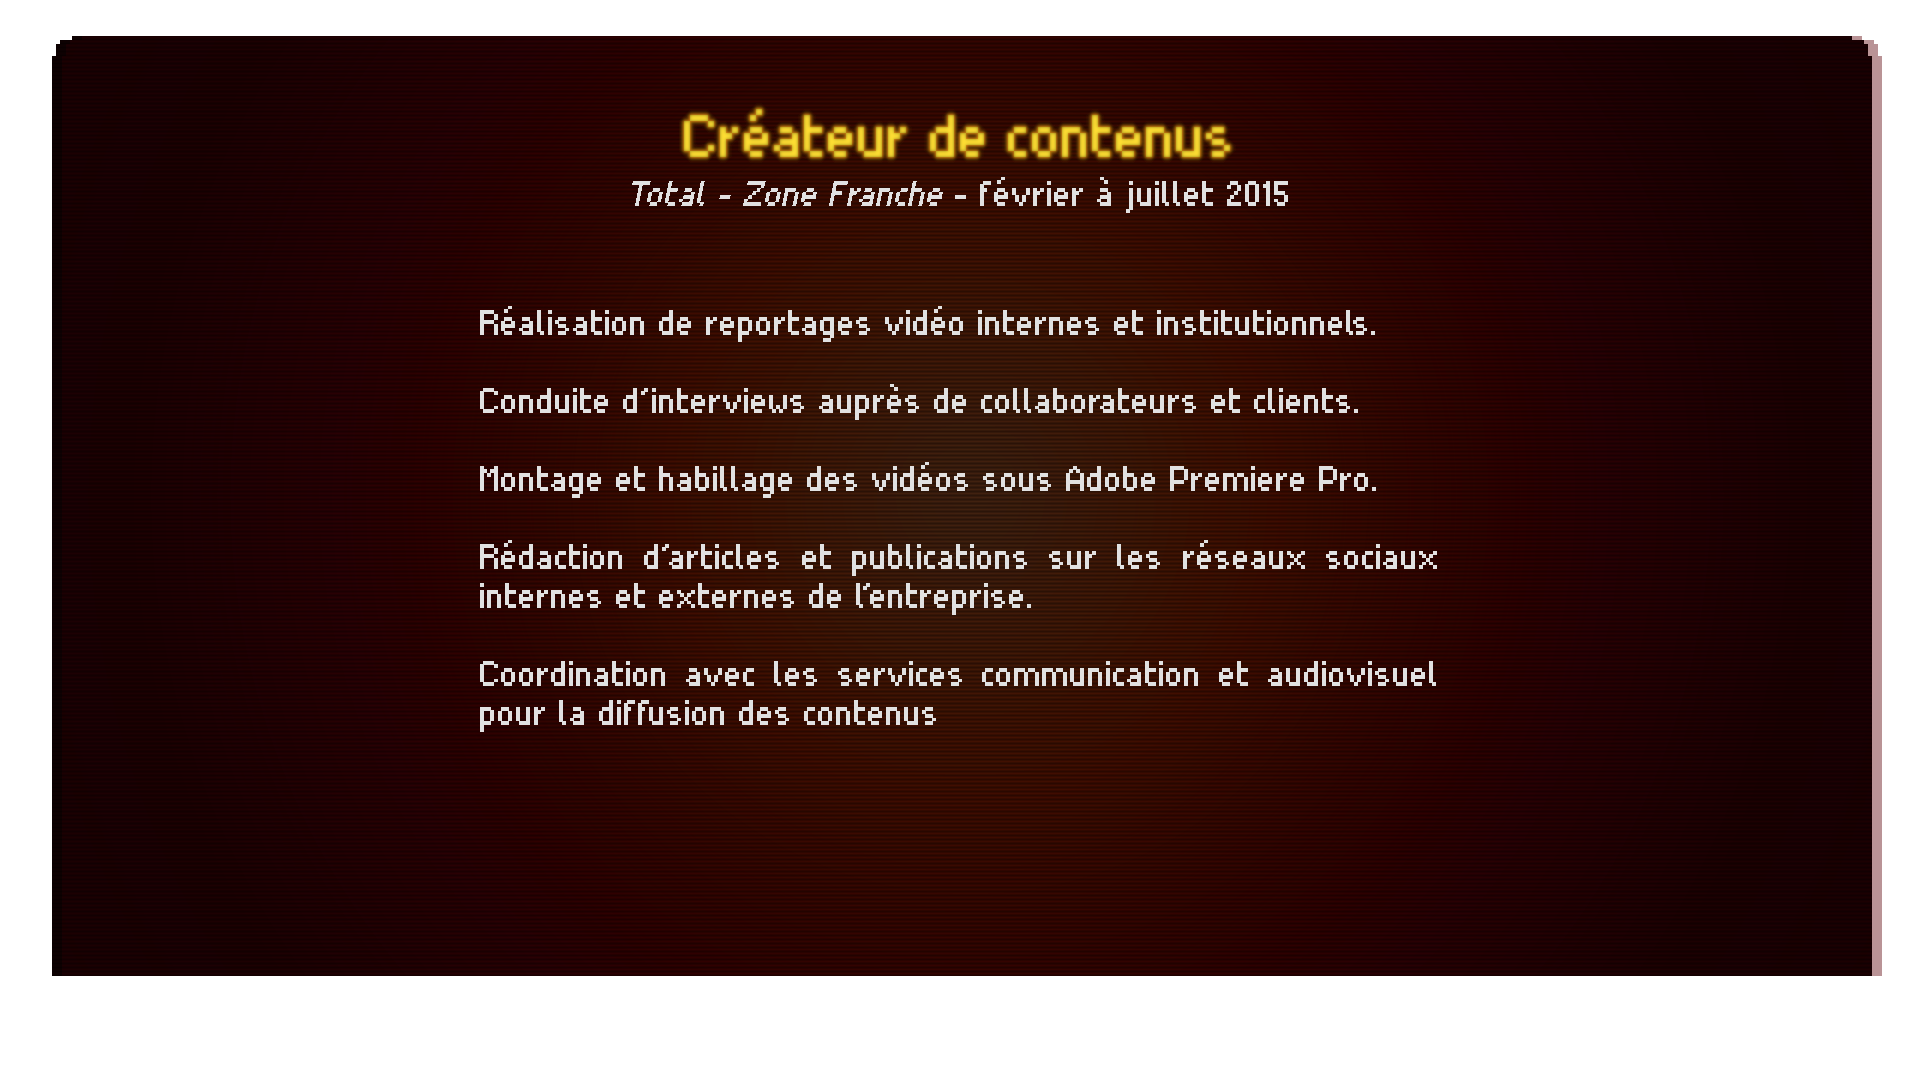 Créateur de contenus
Total - Zone Franche - février à juillet 2015
Réalisation de reportages vidéo internes et institutionnels.
Conduite d'interviews auprès de collaborateurs et clients.
Montage et habillage des vidéos sous Adobe Premiere Pro.
Rédaction d'articles et publications sur les réseaux sociaux
internes et externes de l'entreprise.
Coordination avec les services communication et audiovisuel
pour la diffusion des contenus